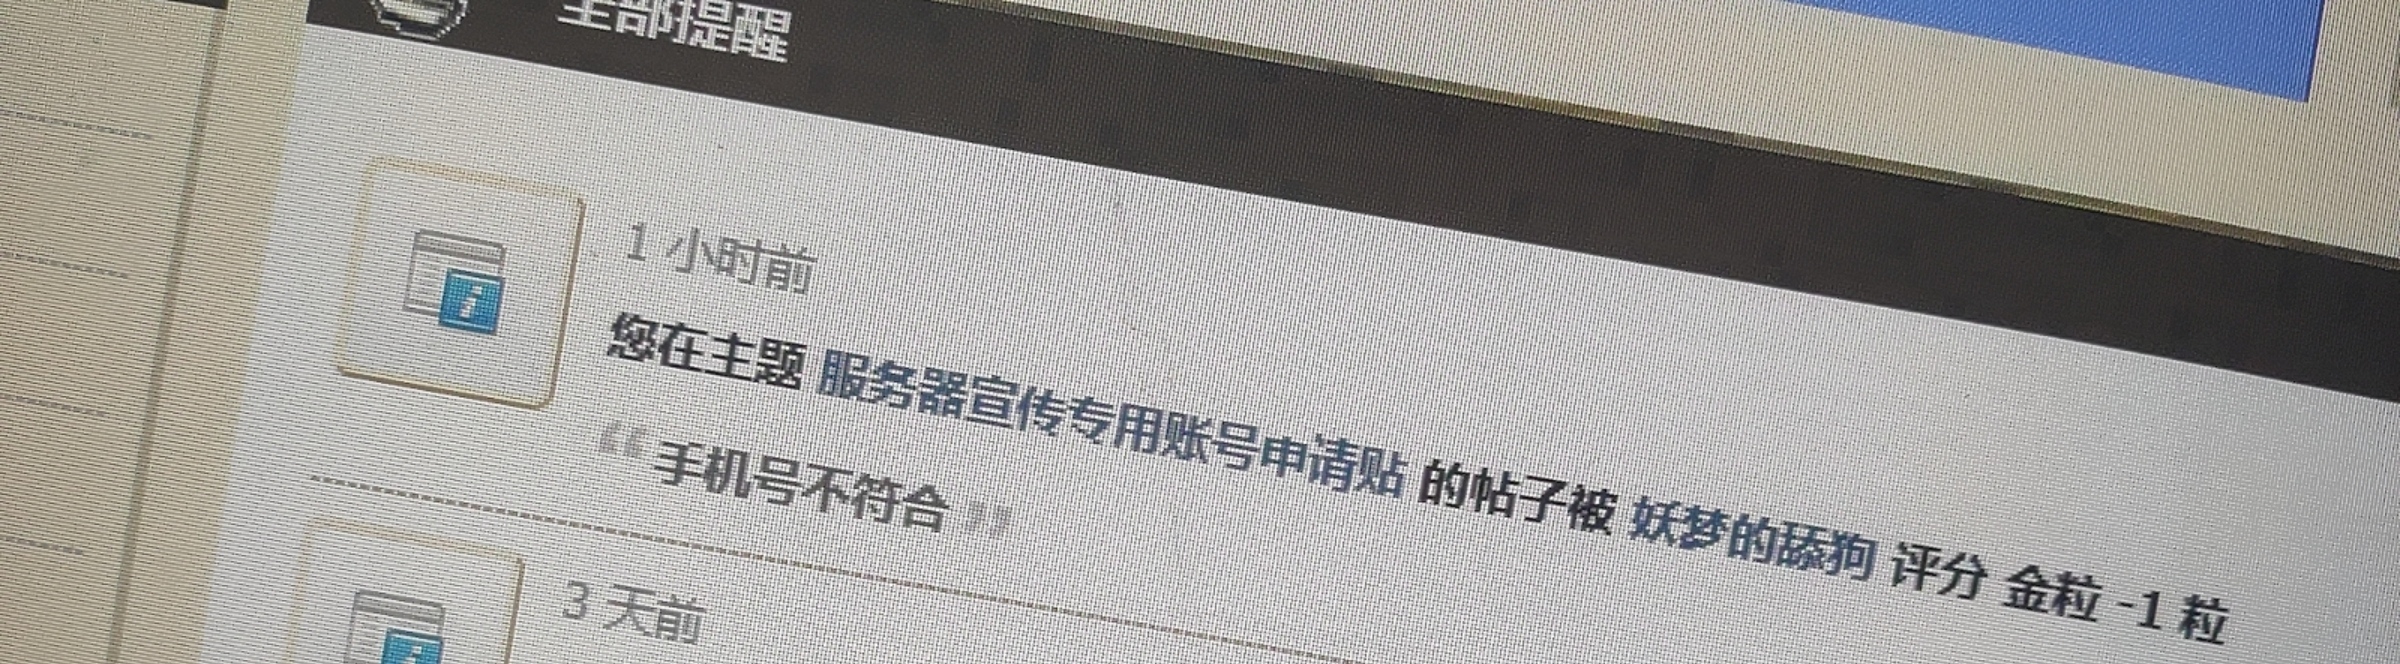 全部提醒
1 小时前
您在主题 服务器宣传专用账号申请贴 的帖子被 妖梦的舔狗 评分 金粒 -1 粒
“ 手机号不符合 ”
3 天前